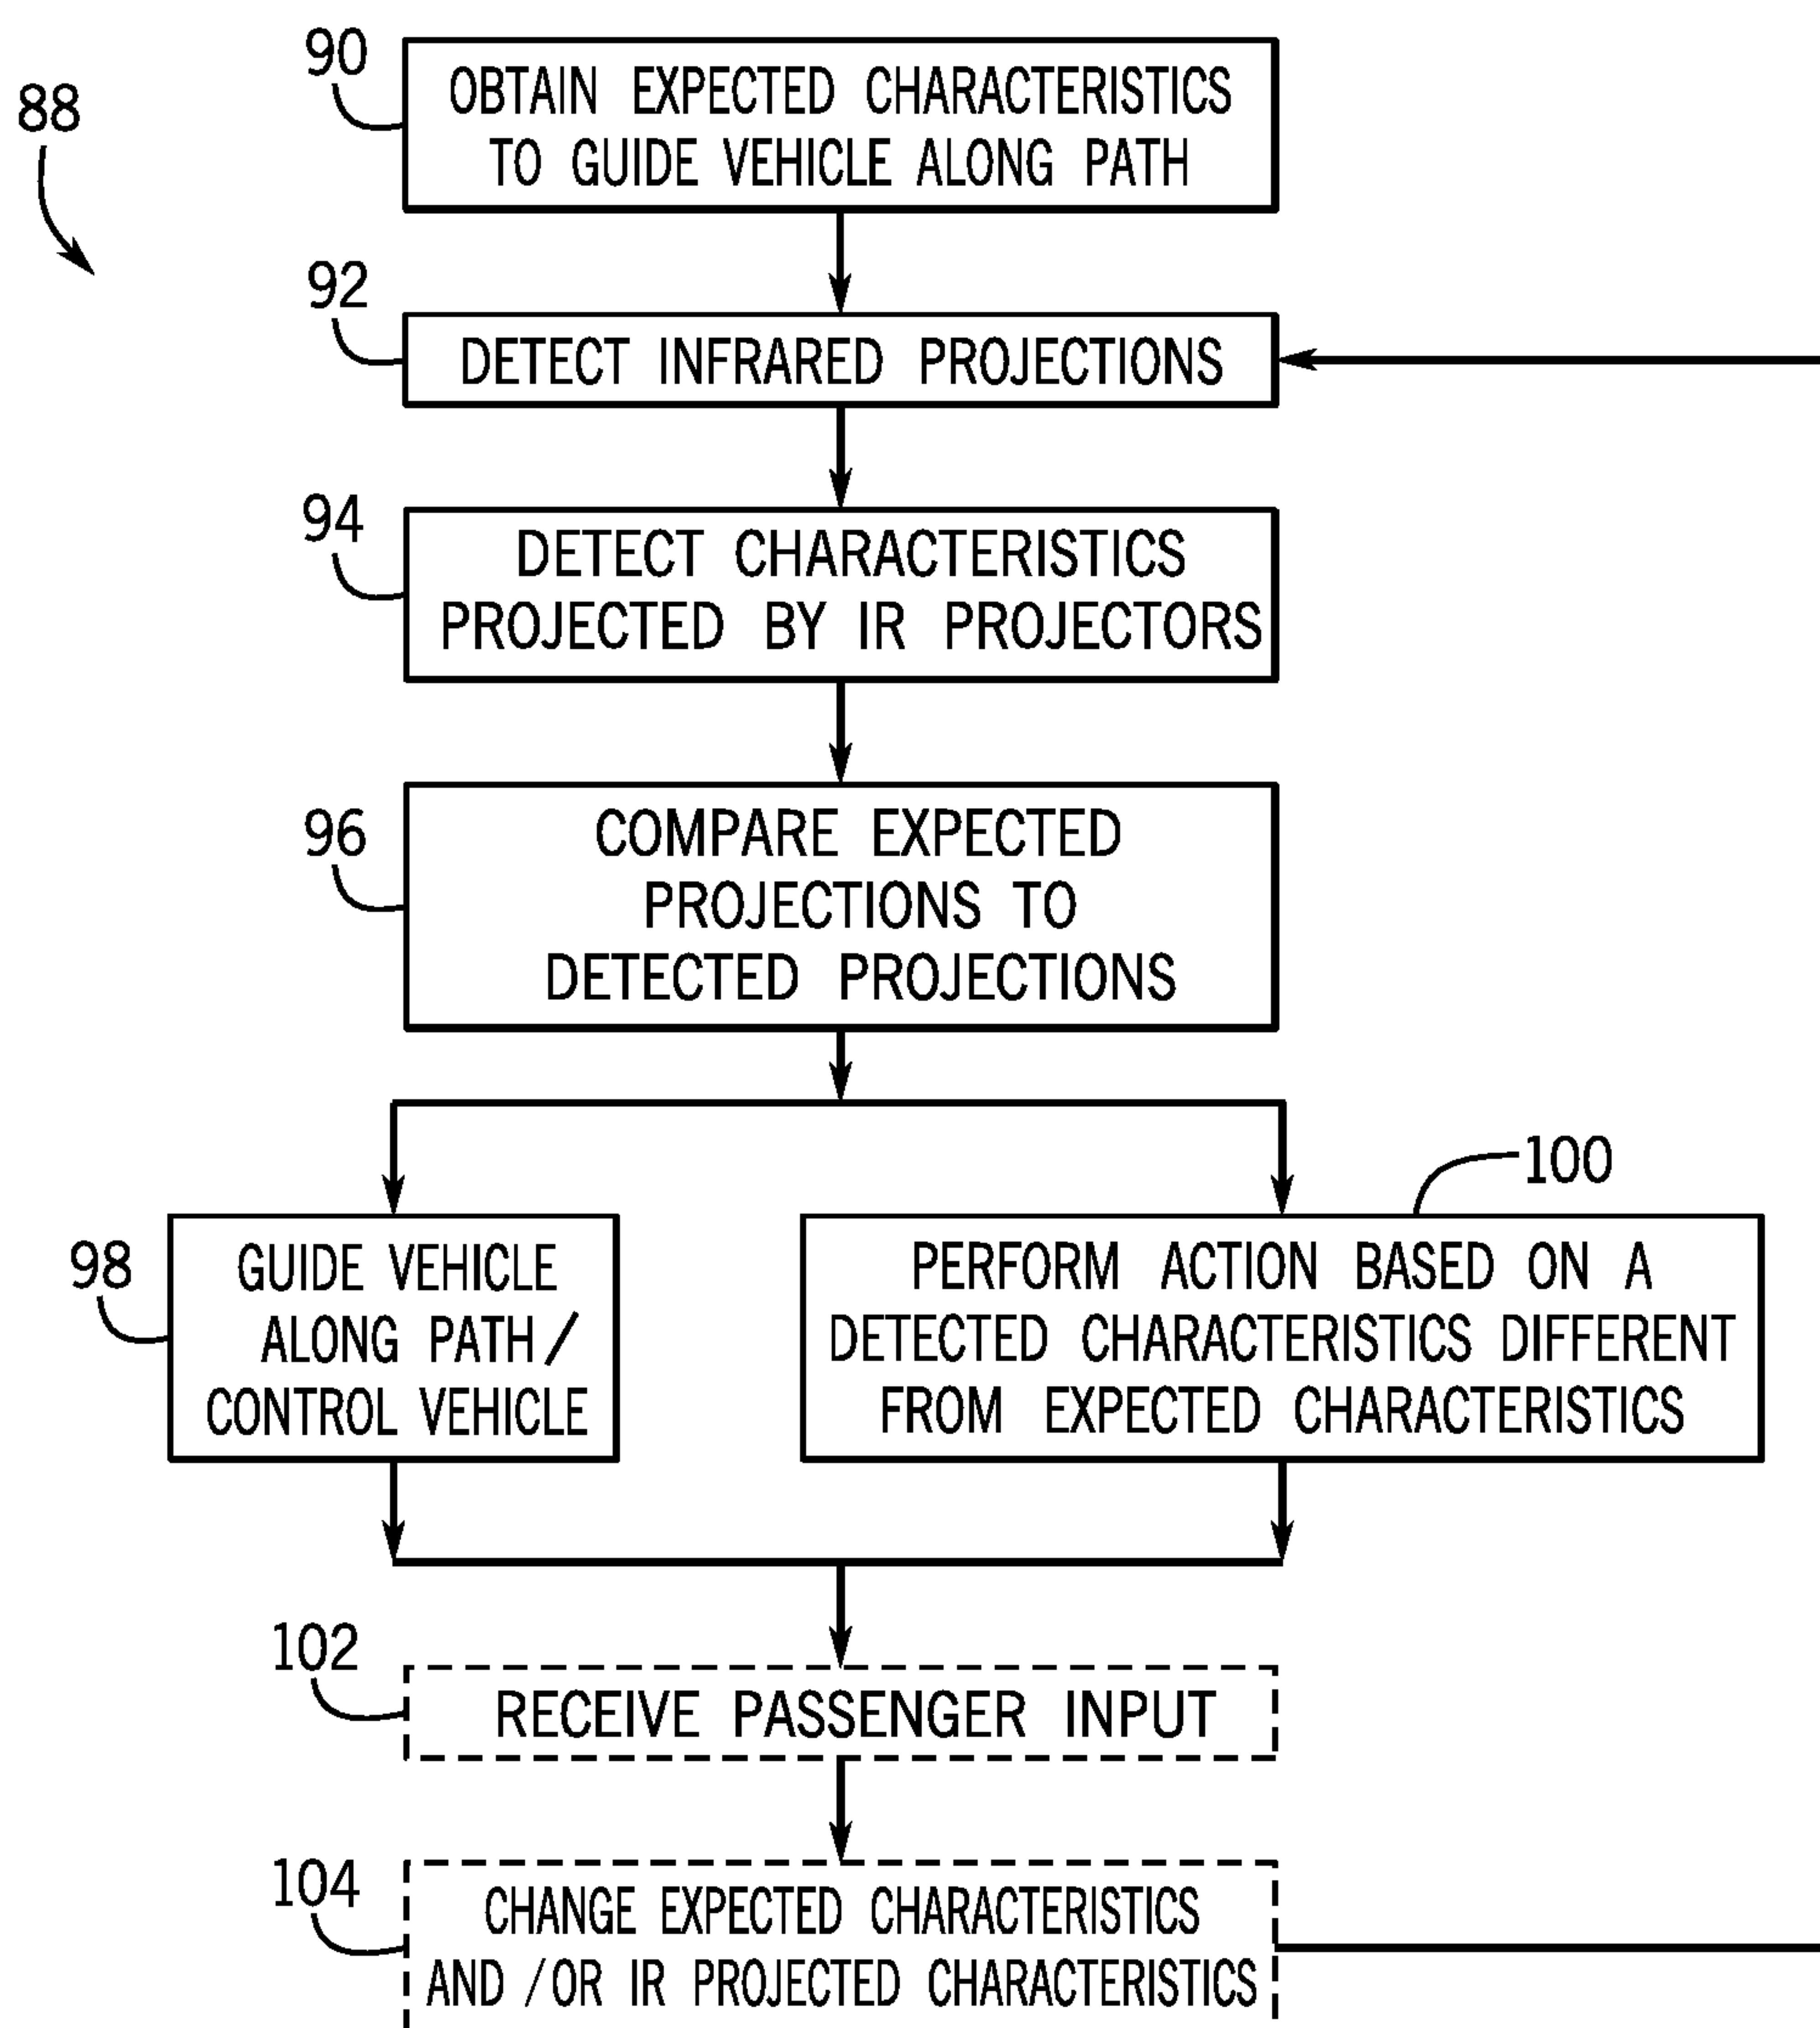 88
90
OBTAIN EXPECTED CHARACTERISTICS
TO GUIDE VEHICLE ALONG PATH
92
DETECT INFRARED PROJECTIONS
94
DETECT CHARACTERISTICS
PROJECTED BY IR PROJECTORS
96
COMPARE EXPECTED
PROJECTIONS TO
DETECTED PROJECTIONS
98
GUIDE VEHICLE
ALONG PATH/
CONTROL VEHICLE
100
PERFORM ACTION BASED ON A
DETECTED CHARACTERISTICS DIFFERENT
FROM EXPECTED CHARACTERISTICS
102
RECEIVE PASSENGER INPUT
104
CHANGE EXPECTED CHARACTERISTICS
AND /OR IR PROJECTED CHARACTERISTICS